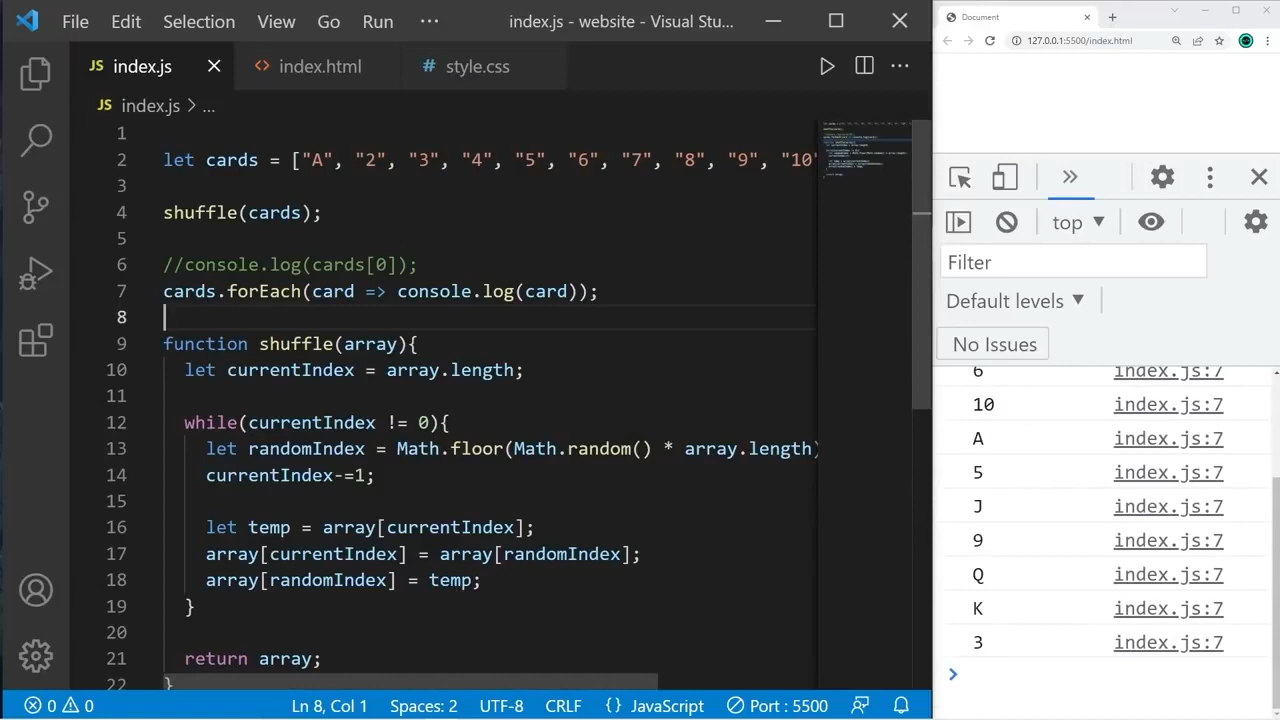 File Edit Selection View Go Run ··· index.js - website - Visual Stu...
JS index.js <> index.html # style.css
JS index.js > ...
1
2 let cards = ["A", "2", "3", "4", "5", "6", "7", "8", "9", "10"
3
4 shuffle(cards);
5
6 //console.log(cards[0]);
7 cards.forEach(card => console.log(card));
8
9 function shuffle(array){
10 let currentIndex = array.length;
11
12 while(currentIndex != 0){
13 let randomIndex = Math.floor(Math.random() * array.length)
14 currentIndex-=1;
15
16 let temp = array[currentIndex];
17 array[currentIndex] = array[randomIndex];
18 array[randomIndex] = temp;
19 }
20
21 return array;
22 }
0 0 Ln 8, Col 1 Spaces: 2 UTF-8 CRLF {} JavaScript Port : 5500
Document
127.0.0.1:5500/index.html
top
Filter
Default levels
No Issues
6 index.js:7
10 index.js:7
A index.js:7
5 index.js:7
J index.js:7
9 index.js:7
Q index.js:7
K index.js:7
3 index.js:7